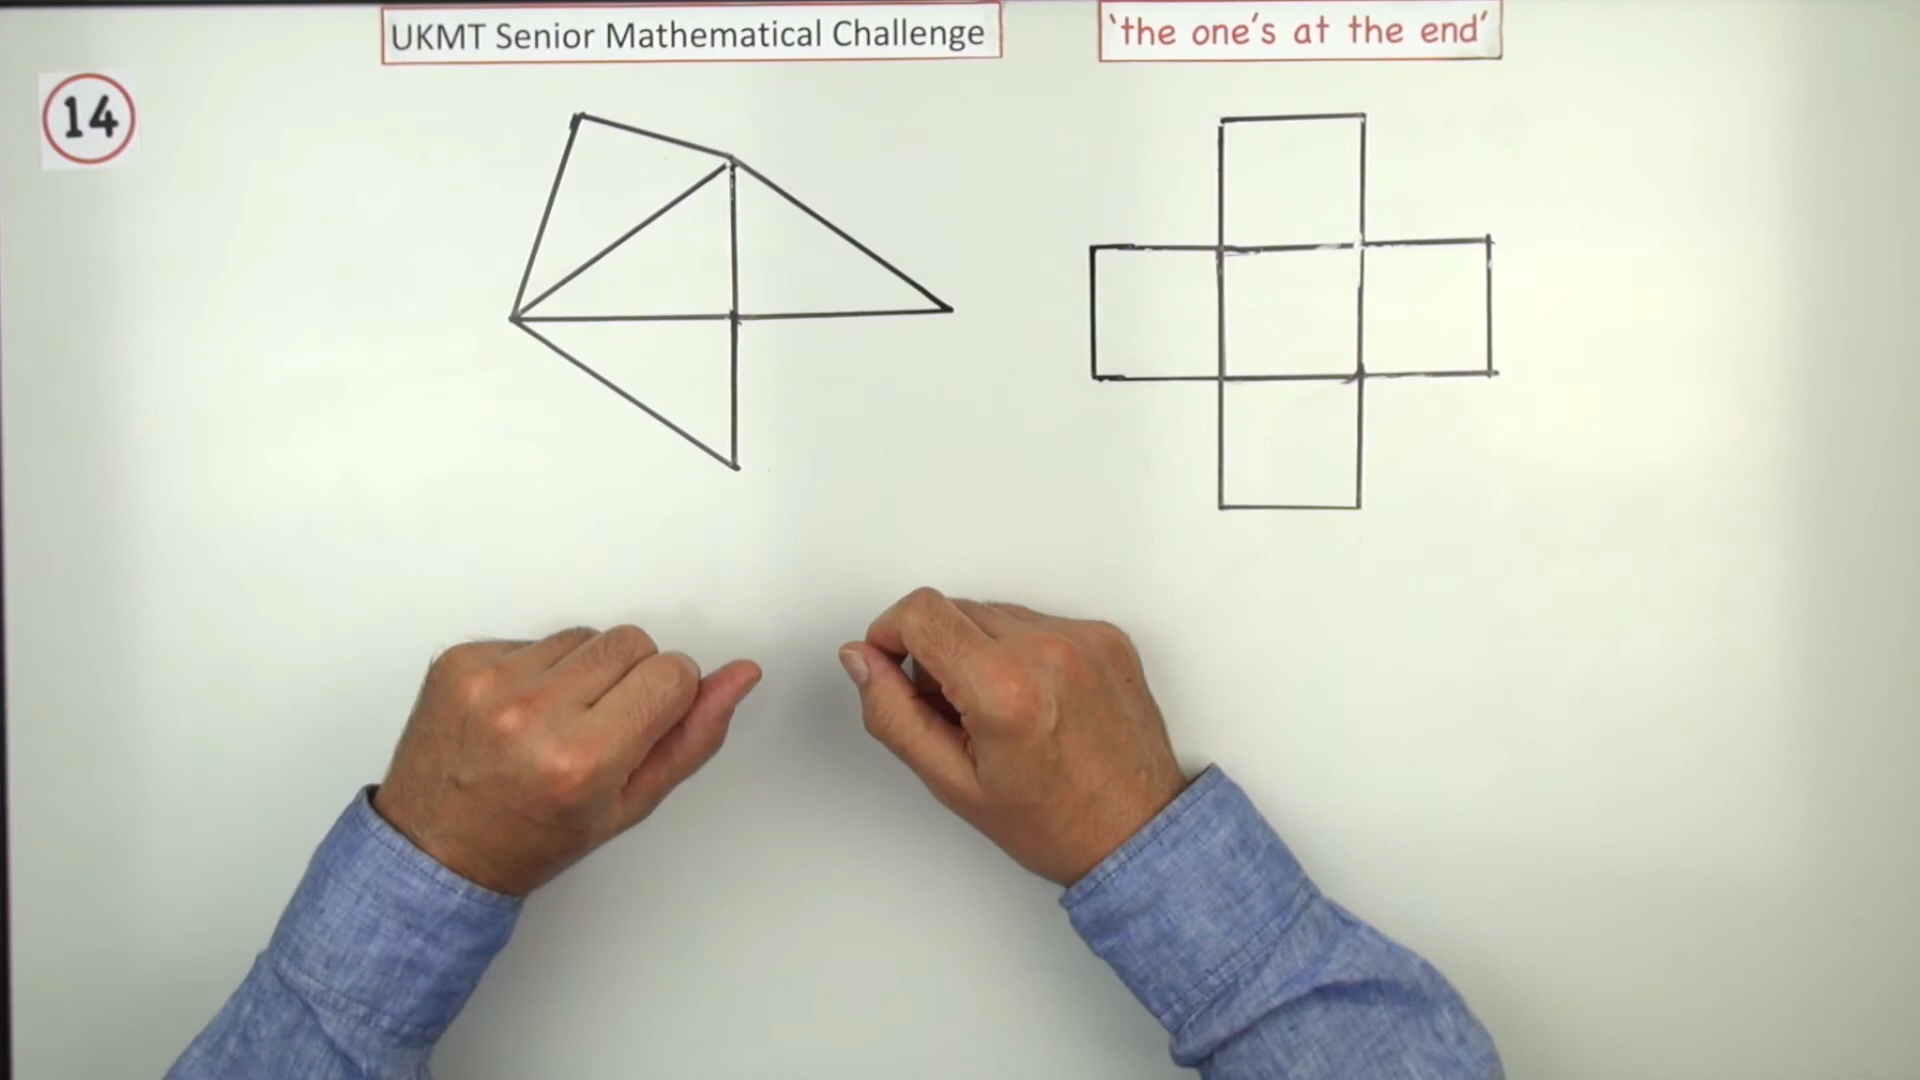 UKMT Senior Mathematical Challenge
'the one's at the end'
14